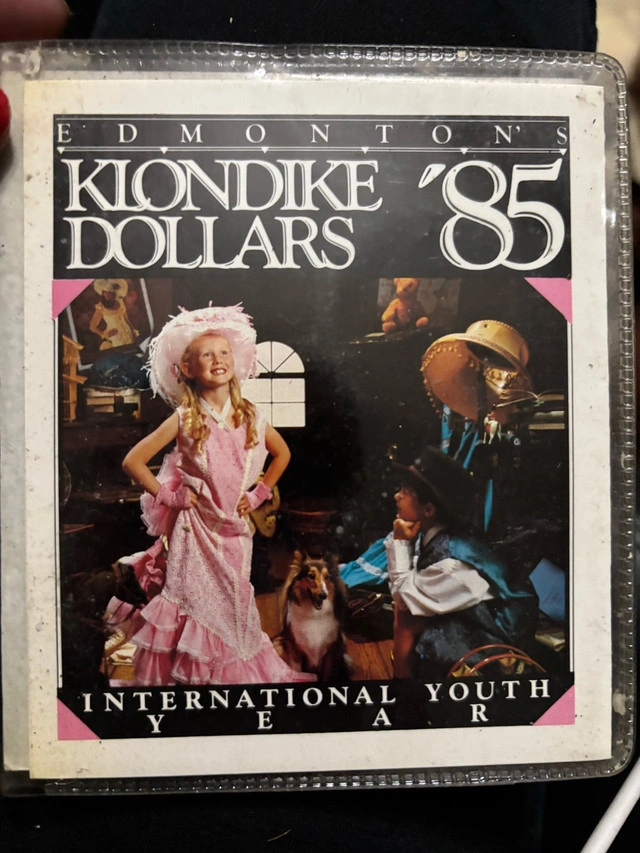 EDMONTON'S
KLONDIKE '85
DOLLARS
INTERNATIONAL YOUTH
YEAR